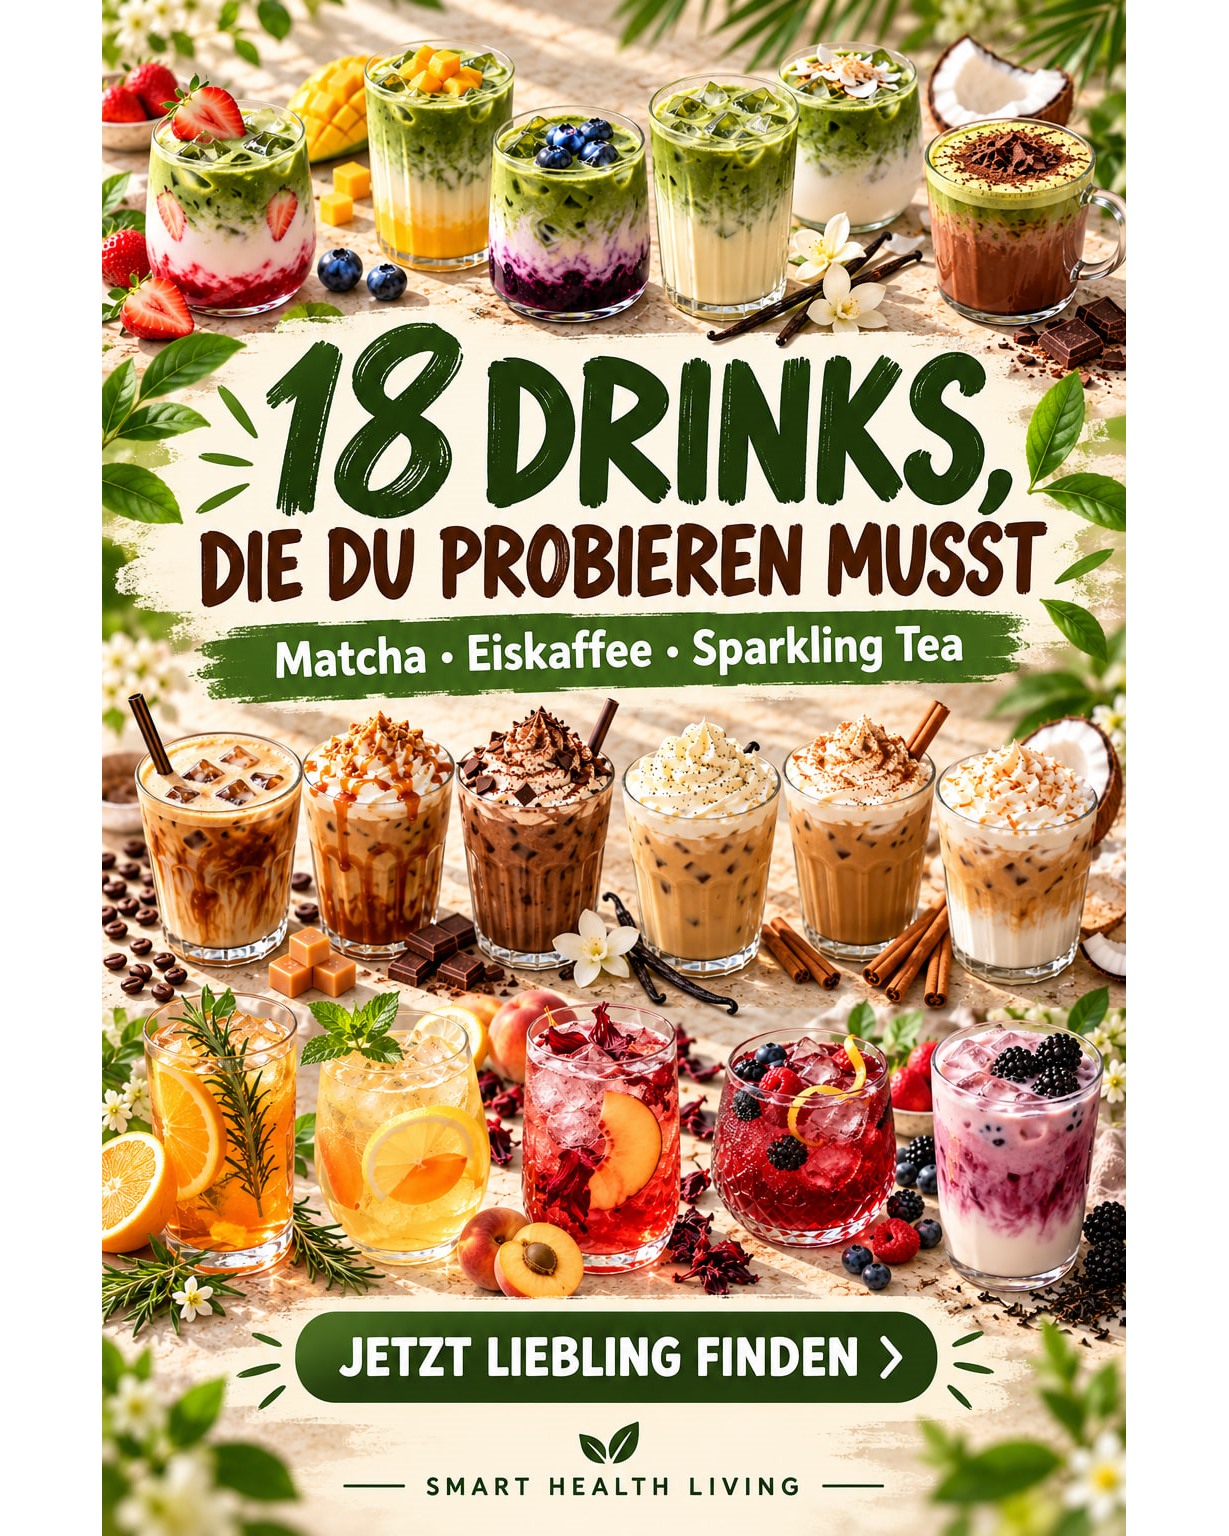 18 DRINKS,
DIE DU PROBIEREN MUSST
Matcha • Eiskaffee • Sparkling Tea
JETZT LIEBLING FINDEN >
SMART HEALTH LIVING